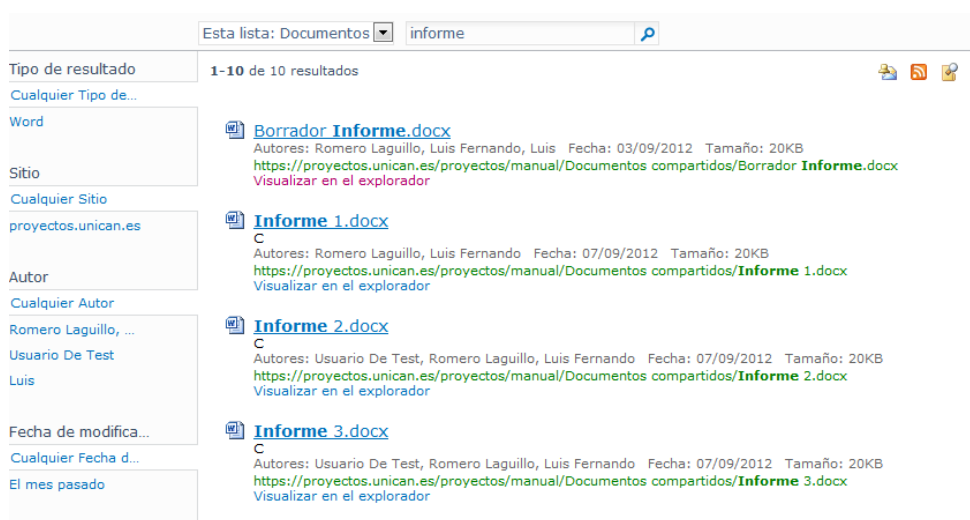 Esta lista: Documentos informe
Tipo de resultado
Cualquier Tipo de...
Word
Sitio
Cualquier Sitio
proyectos.unican.es
Autor
Cualquier Autor
Romero Laguillo, ...
Usuario De Test
Luis
Fecha de modifica...
Cualquier Fecha d...
El mes pasado
1-10 de 10 resultados
Borrador Informe.docx
Autores: Romero Laguillo, Luis Fernando, Luis Fecha: 03/09/2012 Tamaño: 20KB
https://proyectos.unican.es/proyectos/manual/Documentos compartidos/Borrador Informe.docx
Visualizar en el explorador
Informe 1.docx
C
Autores: Romero Laguillo, Luis Fernando Fecha: 07/09/2012 Tamaño: 20KB
https://proyectos.unican.es/proyectos/manual/Documentos compartidos/Informe 1.docx
Visualizar en el explorador
Informe 2.docx
C
Autores: Usuario De Test, Romero Laguillo, Luis Fernando Fecha: 07/09/2012 Tamaño: 20KB
https://proyectos.unican.es/proyectos/manual/Documentos compartidos/Informe 2.docx
Visualizar en el explorador
Informe 3.docx
C
Autores: Usuario De Test, Romero Laguillo, Luis Fernando Fecha: 07/09/2012 Tamaño: 20KB
https://proyectos.unican.es/proyectos/manual/Documentos compartidos/Informe 3.docx
Visualizar en el explorador